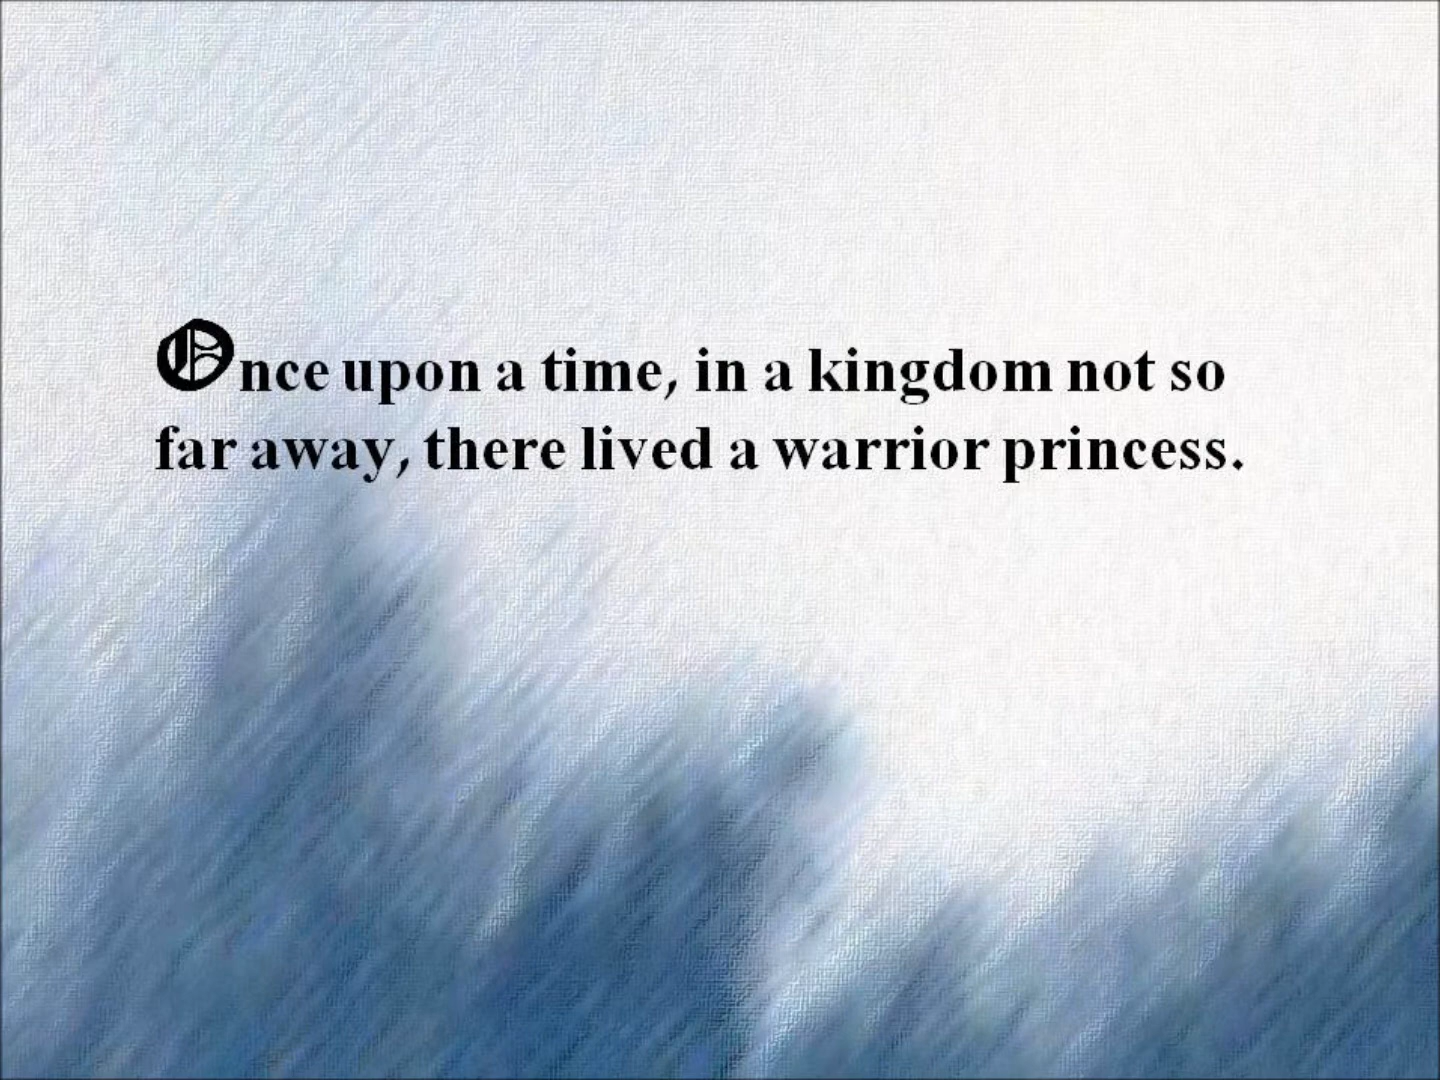 Once upon a time, in a kingdom not so
far away, there lived a warrior princess.